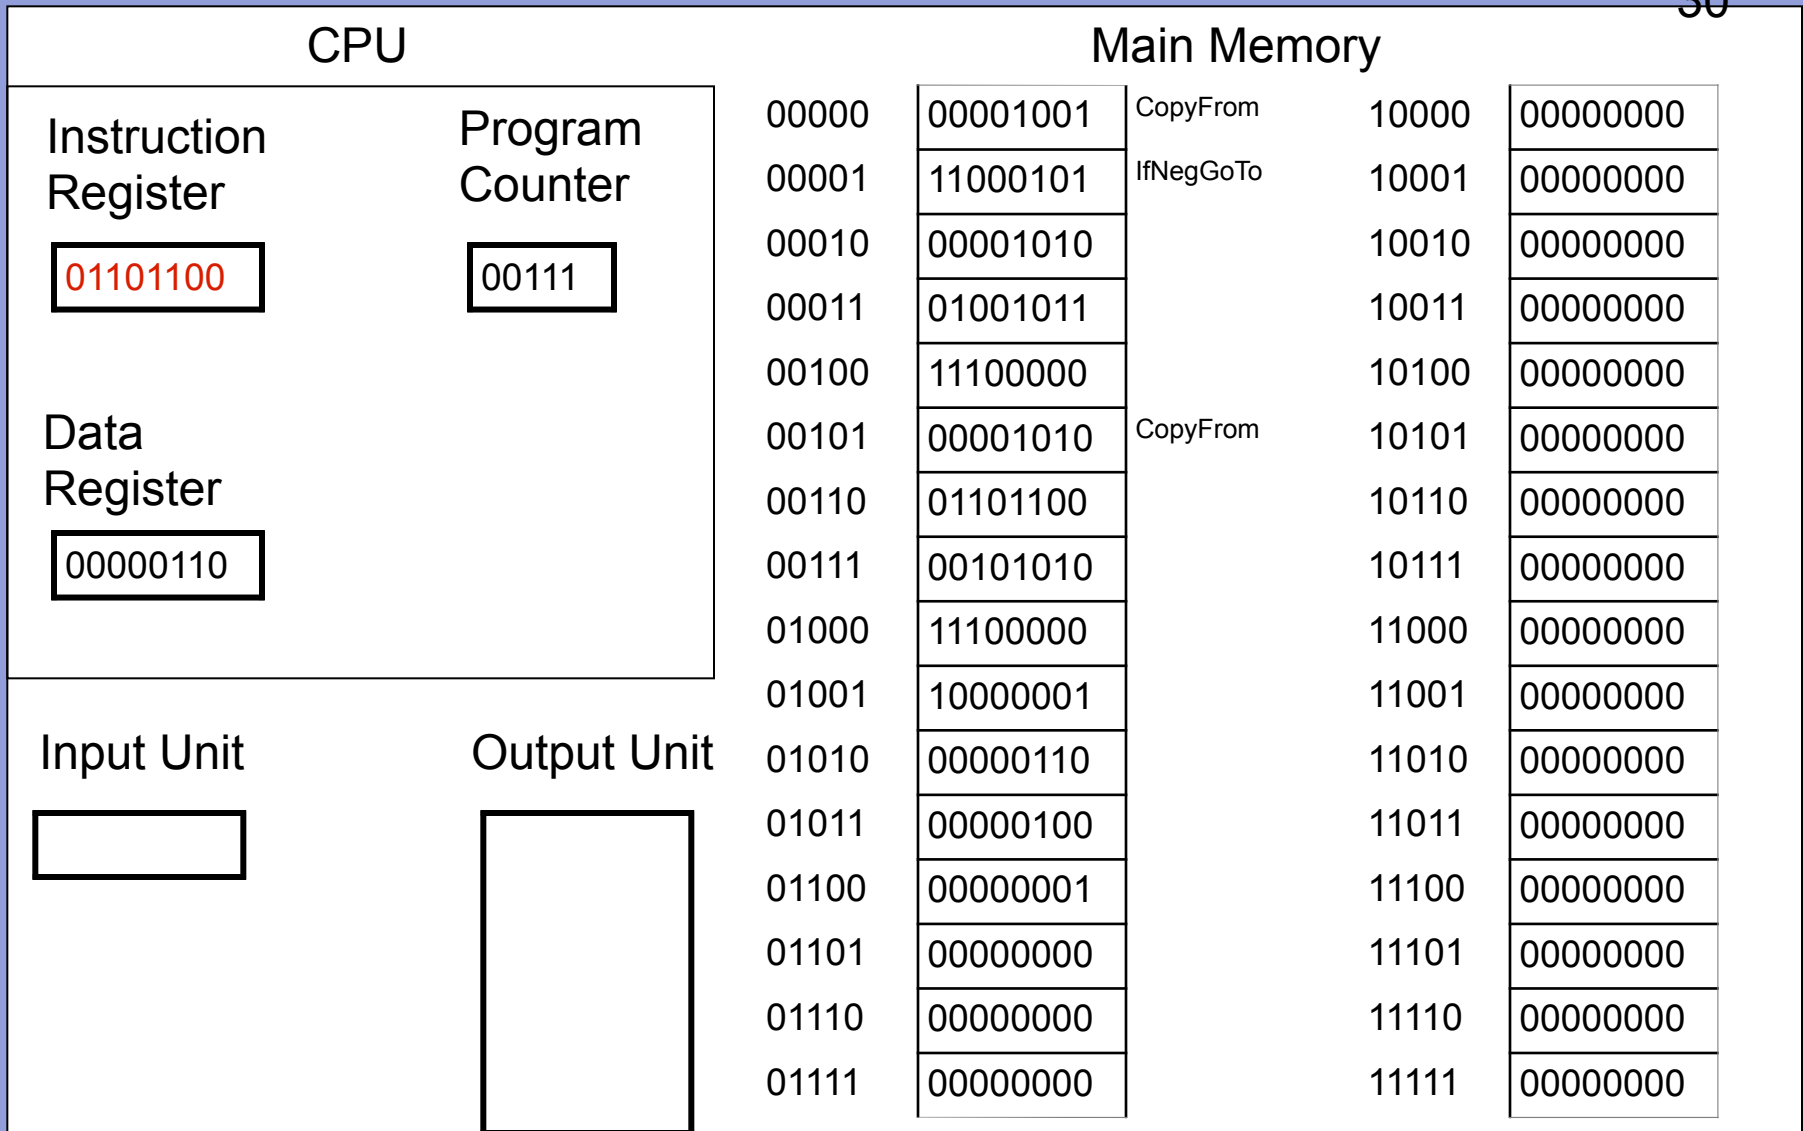 30
CPU
Main Memory
Instruction
Register
01101100
Program
Counter
00111
Data
Register
00000110
Input Unit
Output Unit
00000 00001001 CopyFrom 10000 00000000
00001 11000101 IfNegGoTo 10001 00000000
00010 00001010 10010 00000000
00011 01001011 10011 00000000
00100 11100000 10100 00000000
00101 00001010 CopyFrom 10101 00000000
00110 01101100 10110 00000000
00111 00101010 10111 00000000
01000 11100000 11000 00000000
01001 10000001 11001 00000000
01010 00000110 11010 00000000
01011 00000100 11011 00000000
01100 00000001 11100 00000000
01101 00000000 11101 00000000
01110 00000000 11110 00000000
01111 00000000 11111 00000000